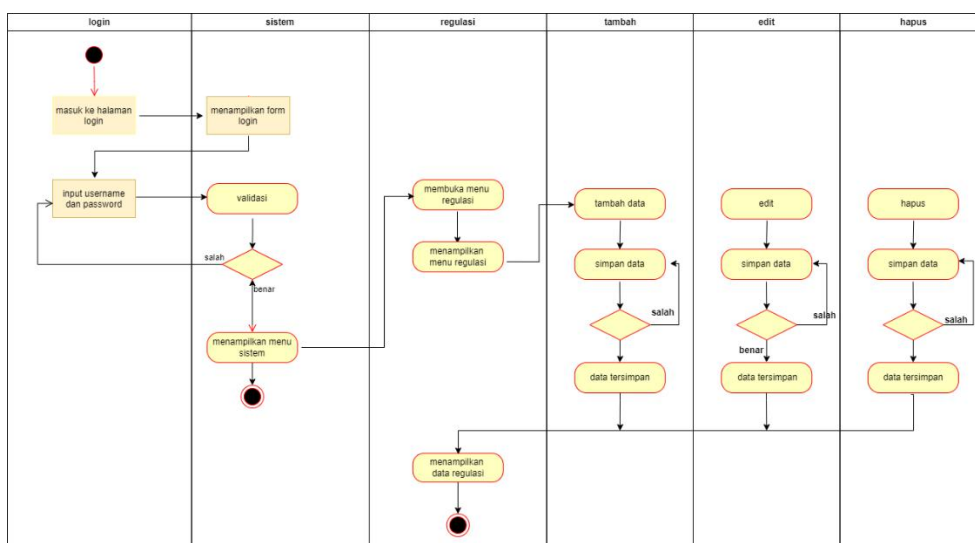 login
sistem
regulasi
tambah
edit
hapus
masuk ke halaman
login
menampilkan form
login
input username
dan password
validasi
membuka menu
regulasi
tambah data
edit
hapus
salah
menampilkan
menu regulasi
simpan data
simpan data
simpan data
benar
salah
salah
salah
menampilkan menu
sistem
benar
data tersimpan
data tersimpan
data tersimpan
menampilkan
data regulasi